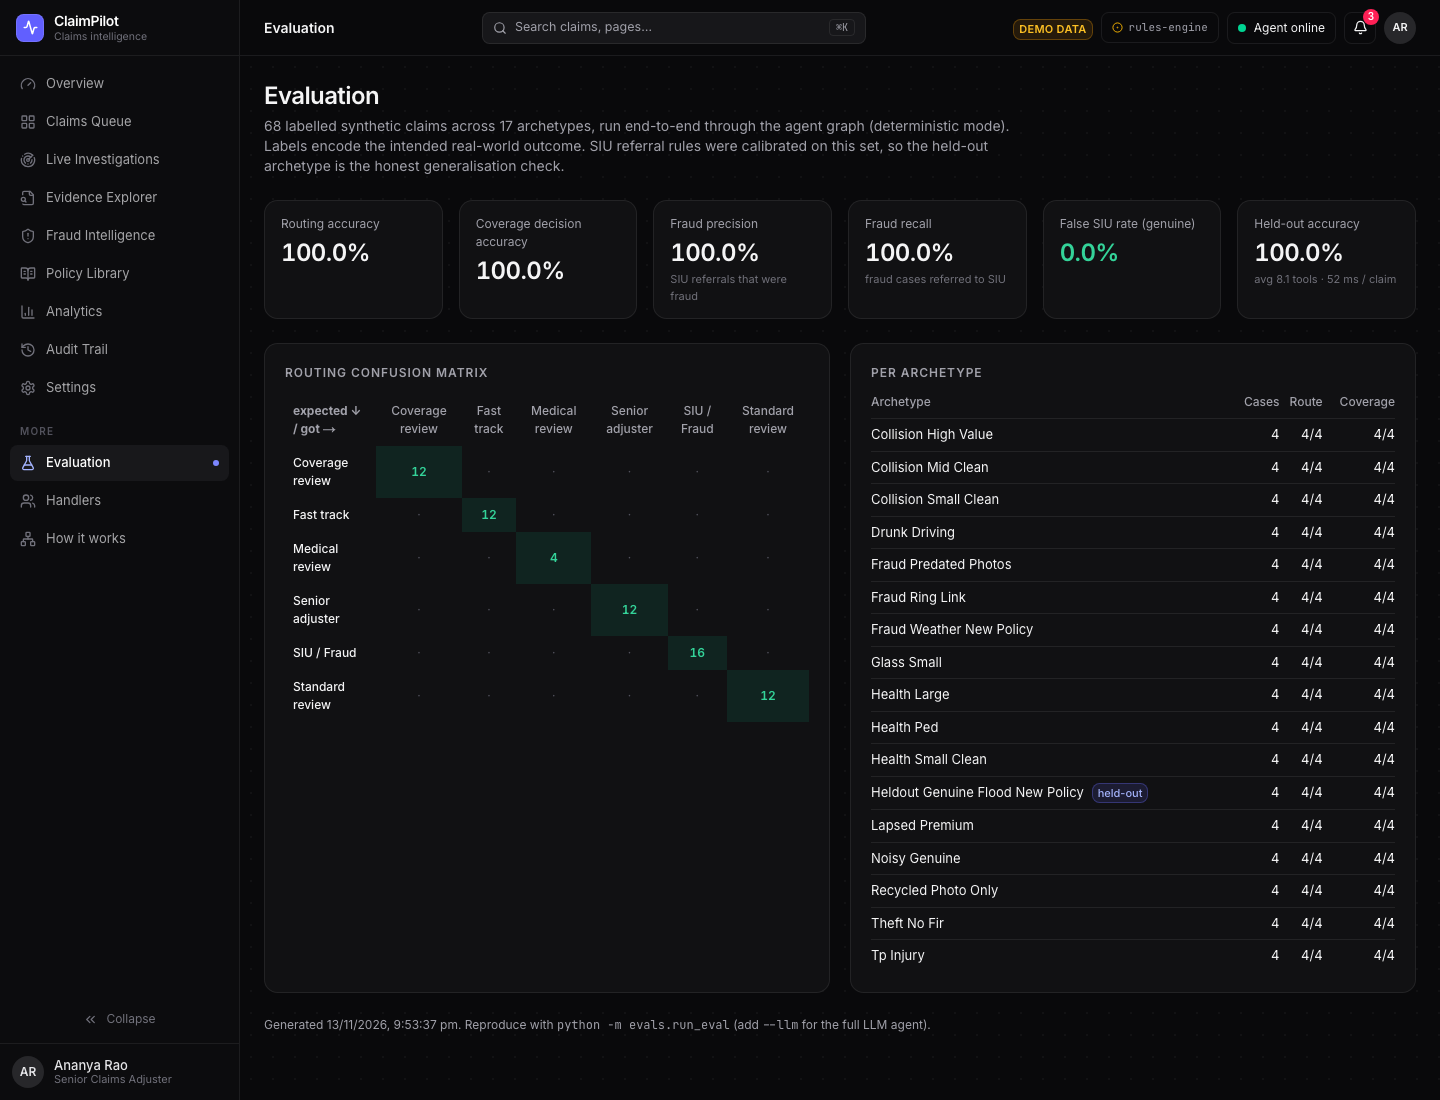 ClaimPilot
Claims intelligence
Overview
Claims Queue
Live Investigations
Evidence Explorer
Fraud Intelligence
Policy Library
Analytics
Audit Trail
Settings
MORE
Evaluation
Handlers
How it works
Collapse
AR
Ananya Rao
Senior Claims Adjuster
Evaluation
Search claims, pages...
⌘K
DEMO DATA
rules-engine
Agent online
3
AR
Evaluation
68 labelled synthetic claims across 17 archetypes, run end-to-end through the agent graph (deterministic mode).
Labels encode the intended real-world outcome. SIU referral rules were calibrated on this set, so the held-out
archetype is the honest generalisation check.
Routing accuracy
100.0%
Coverage decision
accuracy
100.0%
Fraud precision
100.0%
SIU referrals that were
fraud
Fraud recall
100.0%
fraud cases referred to SIU
False SIU rate (genuine)
0.0%
Held-out accuracy
100.0%
avg 8.1 tools · 52 ms / claim
ROUTING CONFUSION MATRIX
expected ↓ / got → Coverage review Fast track Medical review Senior adjuster SIU / Fraud Standard review
Coverage review 12 · · · · ·
Fast track · 12 · · · ·
Medical review · · 4 · · ·
Senior adjuster · · · 12 · ·
SIU / Fraud · · · · 16 ·
Standard review · · · · · 12
PER ARCHETYPE
Archetype Cases Route Coverage
Collision High Value 4 4/4 4/4
Collision Mid Clean 4 4/4 4/4
Collision Small Clean 4 4/4 4/4
Drunk Driving 4 4/4 4/4
Fraud Predated Photos 4 4/4 4/4
Fraud Ring Link 4 4/4 4/4
Fraud Weather New Policy 4 4/4 4/4
Glass Small 4 4/4 4/4
Health Large 4 4/4 4/4
Health Ped 4 4/4 4/4
Health Small Clean 4 4/4 4/4
Heldout Genuine Flood New Policy held-out 4 4/4 4/4
Lapsed Premium 4 4/4 4/4
Noisy Genuine 4 4/4 4/4
Recycled Photo Only 4 4/4 4/4
Theft No Fir 4 4/4 4/4
Tp Injury 4 4/4 4/4
Generated 13/11/2026, 9:53:37 pm. Reproduce with python -m evals.run_eval (add --llm for the full LLM agent).